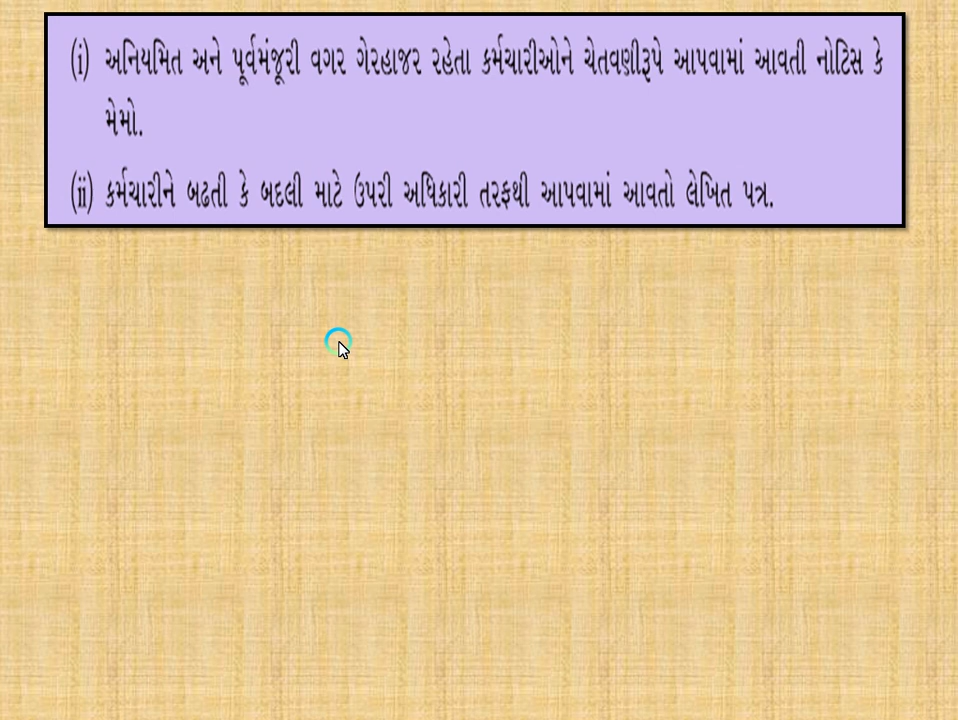 (i) અનિયમિત અને પૂર્વમંજૂરી વગર ગેરહાજર રહેતા કર્મચારીઓને ચેતવણીરૂપે આપવામાં આવતી નોટિસ કે
મેમો.
(ii) કર્મચારીને બઢતી કે બદલી માટે ઉપરી અધિકારી તરફથી આપવામાં આવતો લેખિત પત્ર.